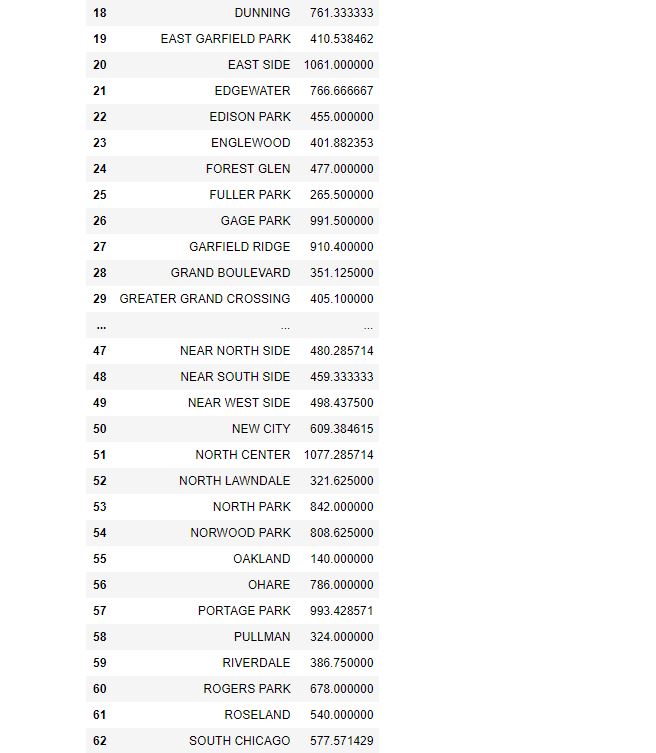 18 DUNNING 761.333333
19 EAST GARFIELD PARK 410.538462
20 EAST SIDE 1061.000000
21 EDGEWATER 766.666667
22 EDISON PARK 455.000000
23 ENGLEWOOD 401.882353
24 FOREST GLEN 477.000000
25 FULLER PARK 265.500000
26 GAGE PARK 991.500000
27 GARFIELD RIDGE 910.400000
28 GRAND BOULEVARD 351.125000
29 GREATER GRAND CROSSING 405.100000
... ... ...
47 NEAR NORTH SIDE 480.285714
48 NEAR SOUTH SIDE 459.333333
49 NEAR WEST SIDE 498.437500
50 NEW CITY 609.384615
51 NORTH CENTER 1077.285714
52 NORTH LAWNDALE 321.625000
53 NORTH PARK 842.000000
54 NORWOOD PARK 808.625000
55 OAKLAND 140.000000
56 OHARE 786.000000
57 PORTAGE PARK 993.428571
58 PULLMAN 324.000000
59 RIVERDALE 386.750000
60 ROGERS PARK 678.000000
61 ROSELAND 540.000000
62 SOUTH CHICAGO 577.571429